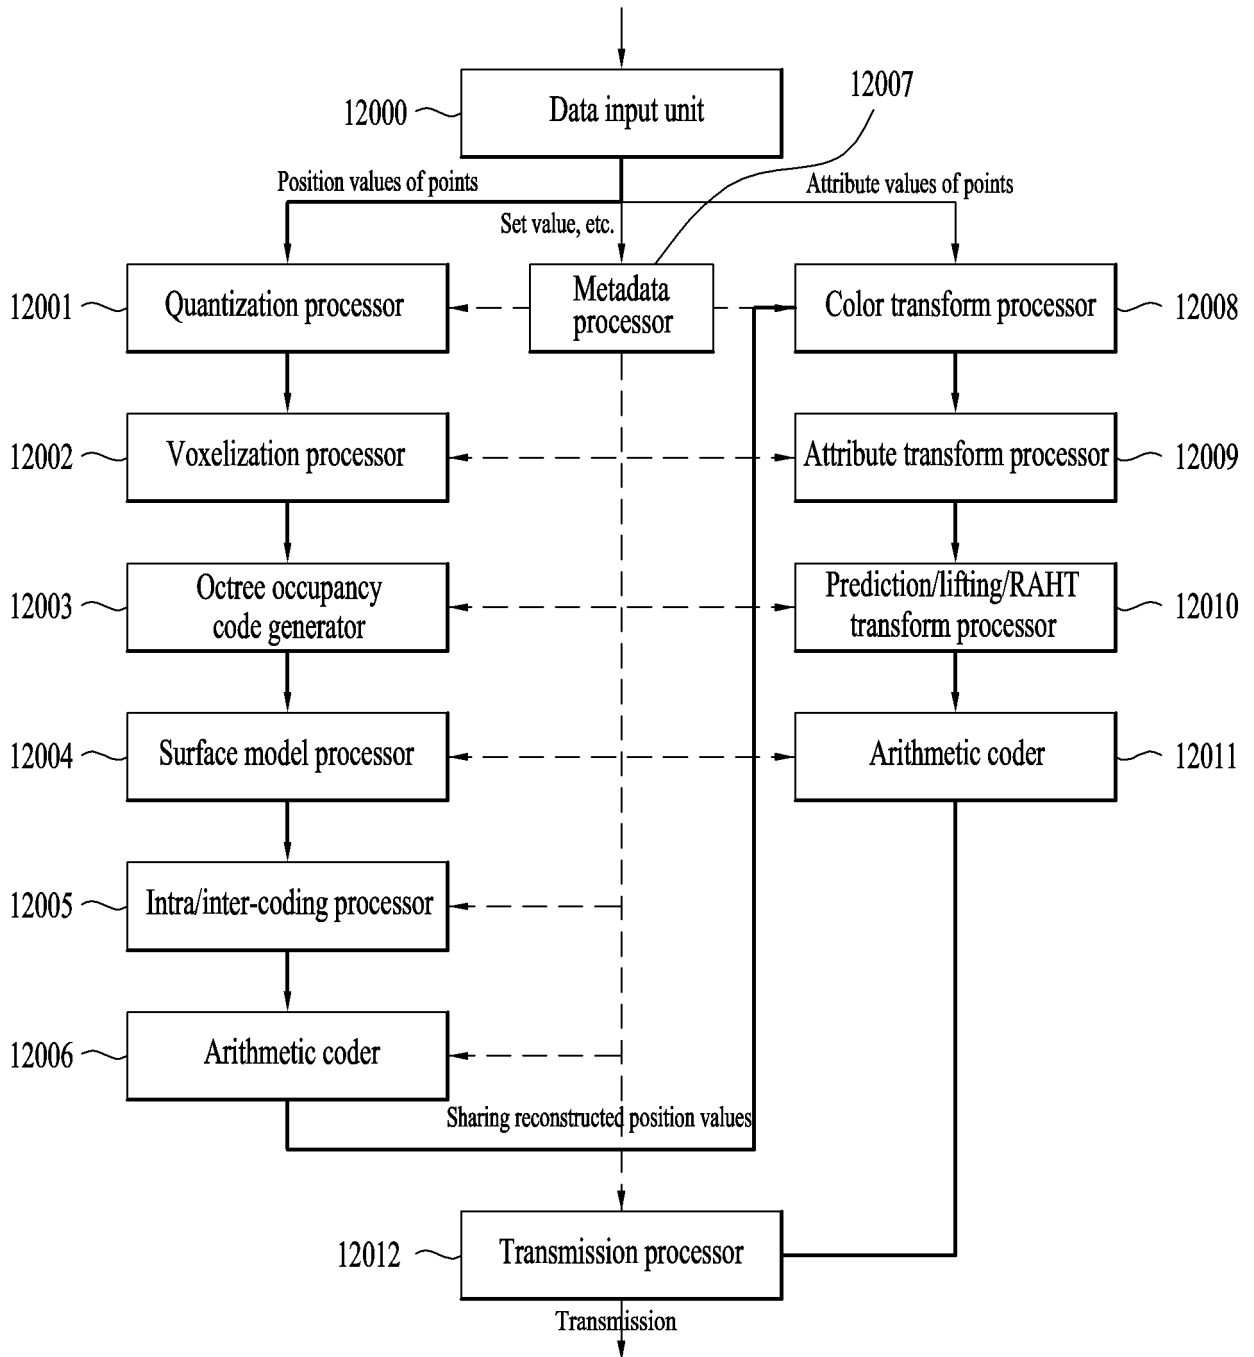 12007
12000
Data input unit
Position values of points
Attribute values of points
Set value, etc.
12001
Quantization processor
Metadata
processor
Color transform processor
12008
12002
Voxelization processor
Attribute transform processor
12009
12003
Octree occupancy
code generator
Prediction/lifting/RAHT
transform processor
12010
12004
Surface model processor
Arithmetic coder
12011
12005
Intra/inter-coding processor
12006
Arithmetic coder
Sharing reconstructed position values
12012
Transmission processor
Transmission